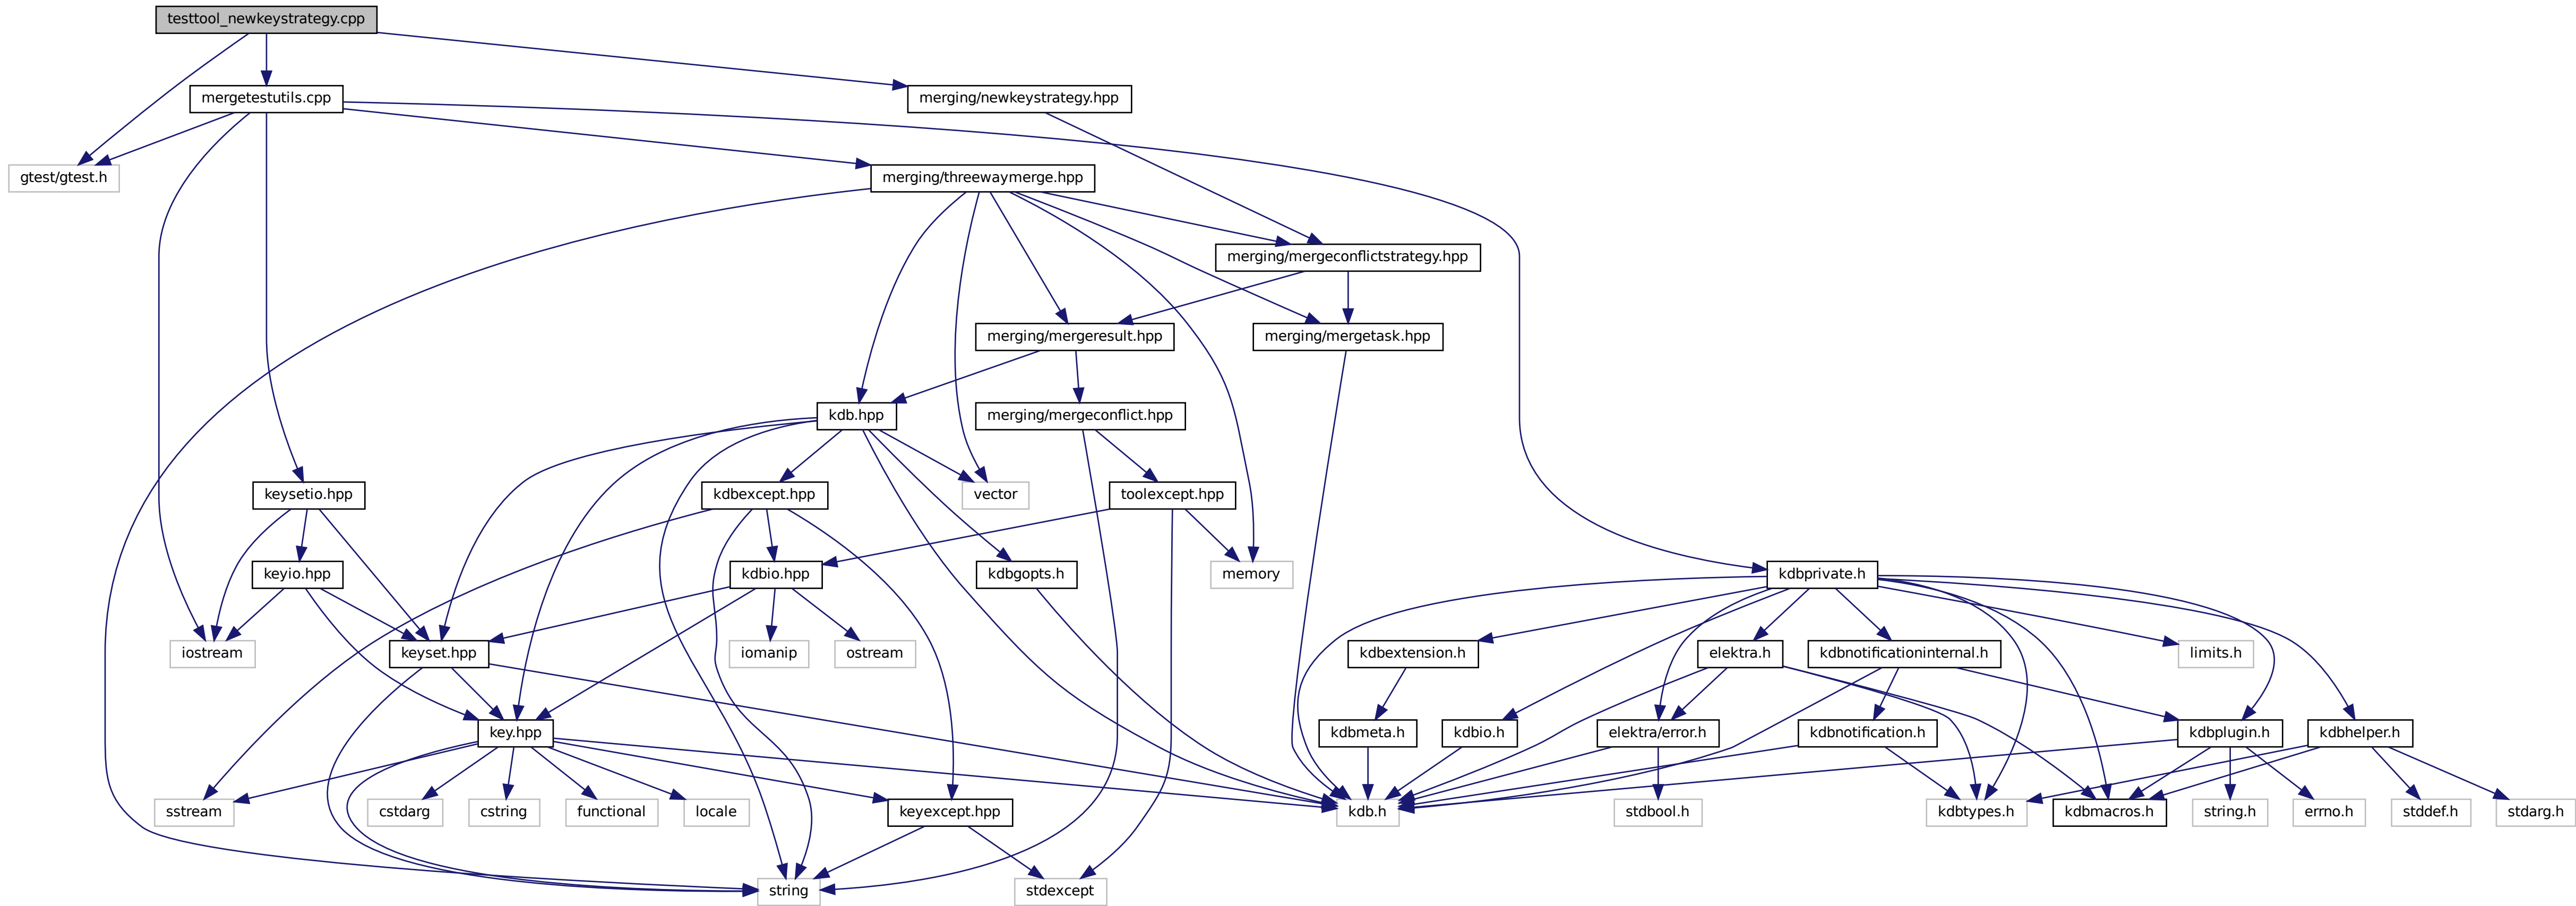 testtool_newkeystrategy.cpp
mergetestutils.cpp
merging/newkeystrategy.hpp
gtest/gtest.h
merging/threewaymerge.hpp
merging/mergeconflictstrategy.hpp
merging/mergeresult.hpp
merging/mergetask.hpp
kdb.hpp
merging/mergeconflict.hpp
keysetio.hpp
kdbexcept.hpp
vector
toolexcept.hpp
keyio.hpp
kdbio.hpp
kdbgopts.h
memory
kdbprivate.h
iostream
keyset.hpp
iomanip
ostream
kdbextension.h
elektra.h
kdbnotificationinternal.h
limits.h
key.hpp
kdbmeta.h
kdbio.h
elektra/error.h
kdbnotification.h
kdbplugin.h
kdbhelper.h
sstream
cstdarg
cstring
functional
locale
keyexcept.hpp
kdb.h
stdbool.h
kdbtypes.h
kdbmacros.h
string.h
errno.h
stddef.h
stdarg.h
string
stdexcept